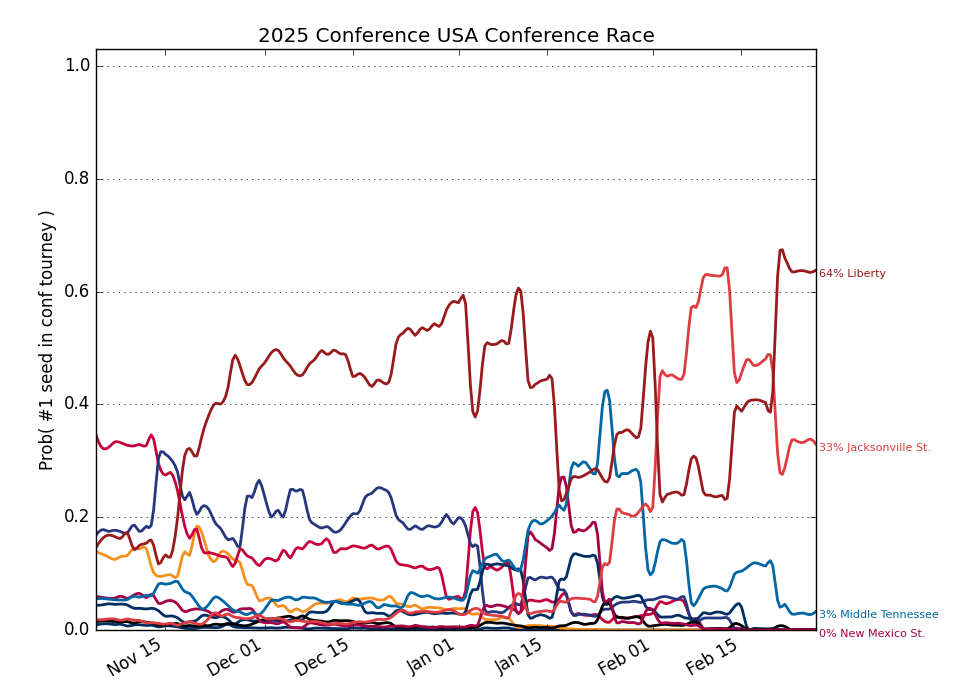 2025 Conference USA Conference Race
Prob( #1 seed in conf tourney )
1.0
0.8
0.6
0.4
0.2
0.0
Nov 15
Dec 01
Dec 15
Jan 01
Jan 15
Feb 01
Feb 15
64% Liberty
33% Jacksonville St.
3% Middle Tennessee
0% New Mexico St.